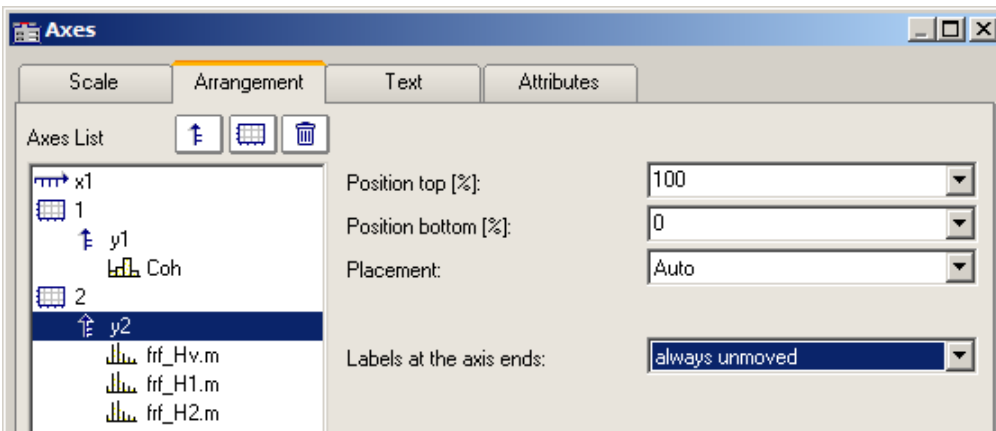 Axes
Scale Arrangement Text Attributes
Axes List
x1
1
y1
Coh
2
y2
frf_Hv.m
frf_H1.m
frf_H2.m
Position top [%]: 100
Position bottom [%]: 0
Placement: Auto
Labels at the axis ends: always unmoved